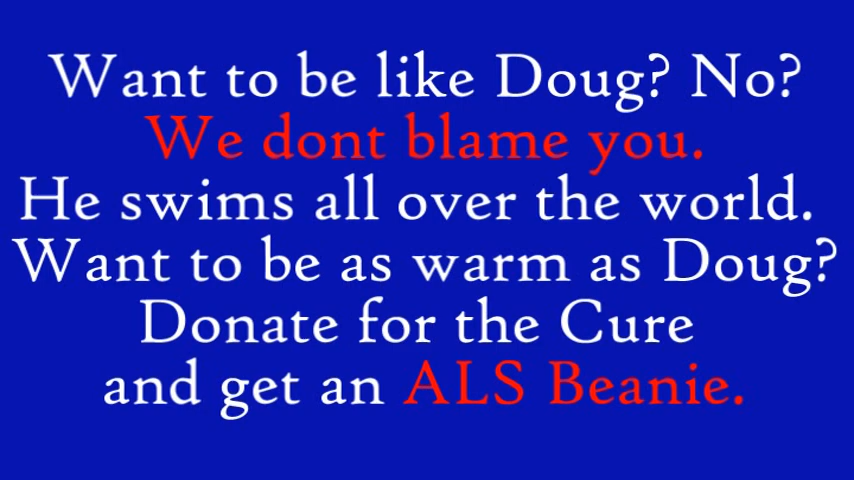 Want to be like Doug? No?
We dont blame you.
He swims all over the world.
Want to be as warm as Doug?
Donate for the Cure
and get an ALS Beanie.